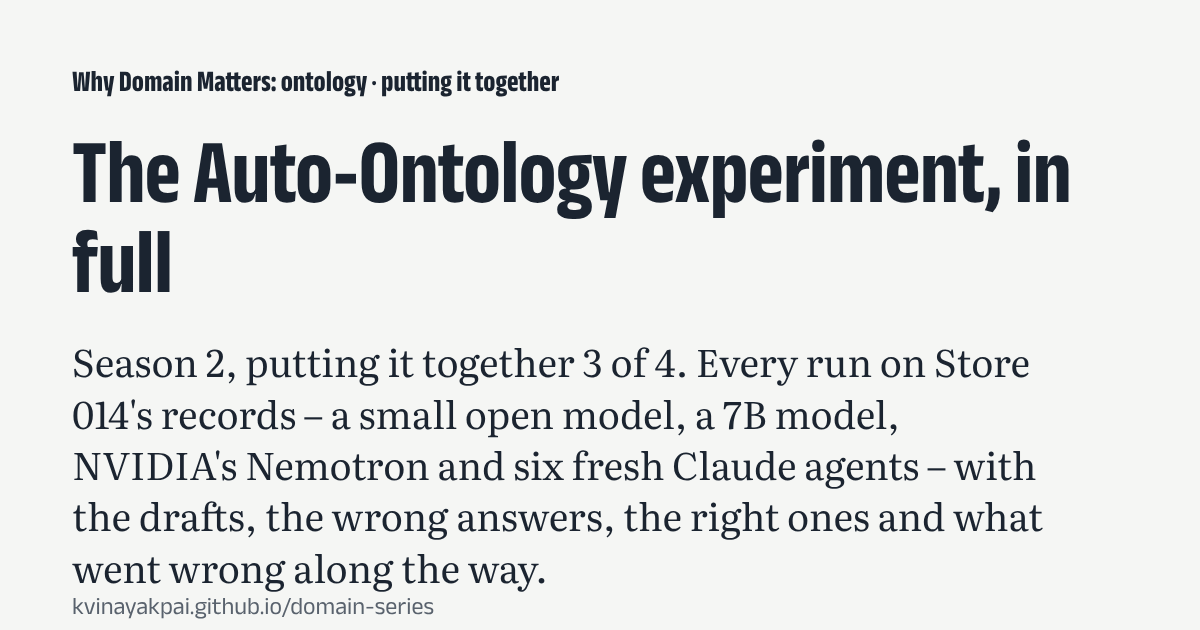 Why Domain Matters: ontology · putting it together
The Auto-Ontology experiment, in
full
Season 2, putting it together 3 of 4. Every run on Store
014's records – a small open model, a 7B model,
NVIDIA's Nemotron and six fresh Claude agents – with
the drafts, the wrong answers, the right ones and what
went wrong along the way.
kvinayakpai.github.io/domain-series